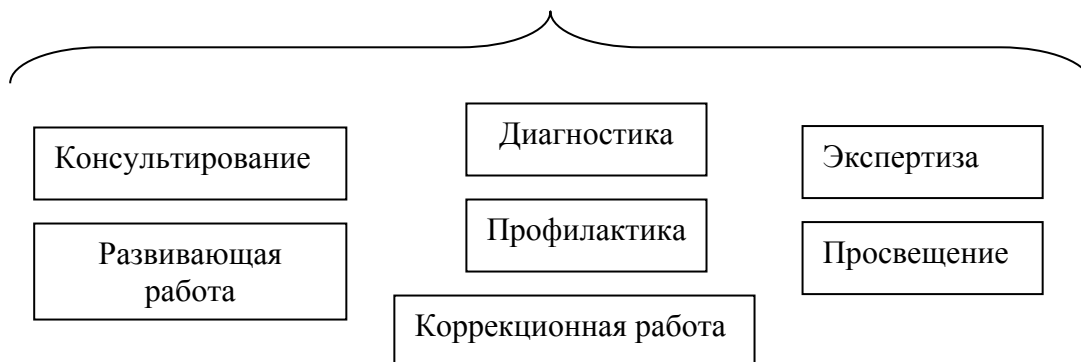 Консультирование
Диагностика
Экспертиза
Развивающая
работа
Профилактика
Просвещение
Коррекционная работа